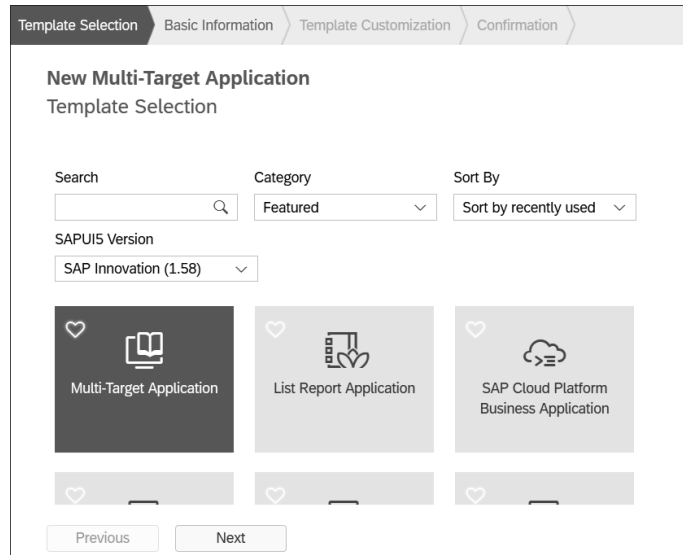 Template Selection
Basic Information
Template Customization
Confirmation
New Multi-Target Application
Template Selection
Search
Category
Sort By
Featured
Sort by recently used
SAPUI5 Version
SAP Innovation (1.58)
Multi-Target Application
List Report Application
SAP Cloud Platform
Business Application
Previous
Next